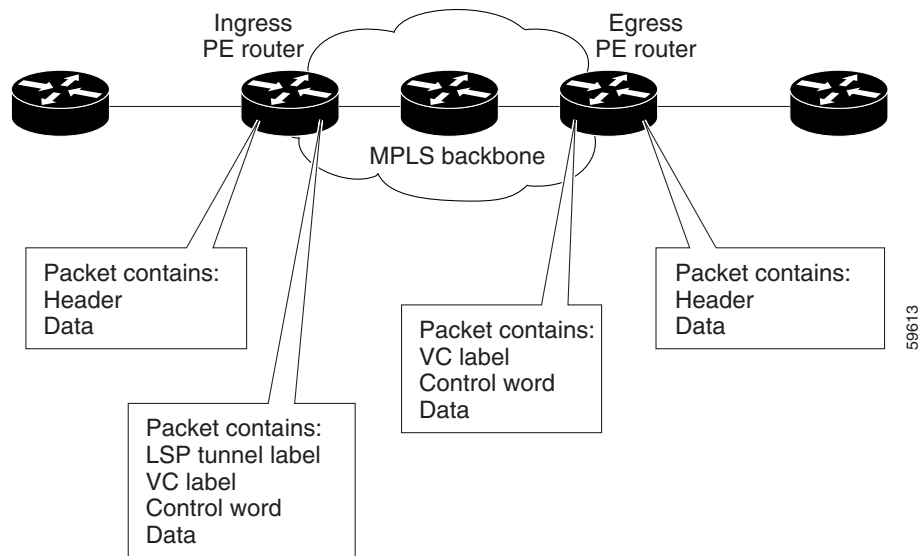 Ingress
PE router
Egress
PE router
MPLS backbone
Packet contains:
Header
Data
Packet contains:
LSP tunnel label
VC label
Control word
Data
Packet contains:
VC label
Control word
Data
Packet contains:
Header
Data
59613